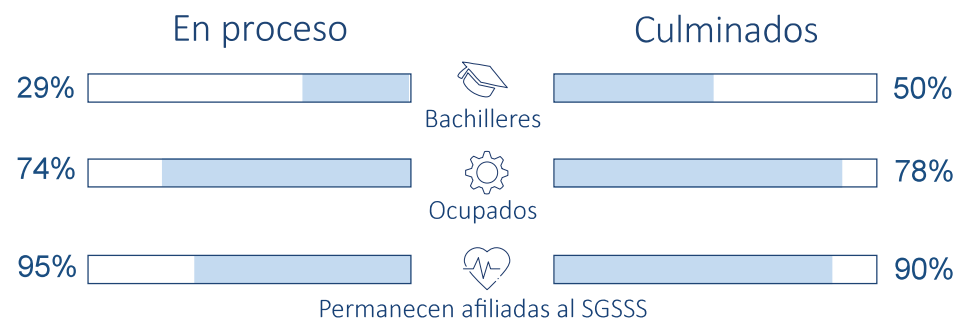 En proceso Culminados
29% 50%
Bachilleres
74% 78%
Ocupados
95% 90%
Permanecen afiliadas al SGSSS